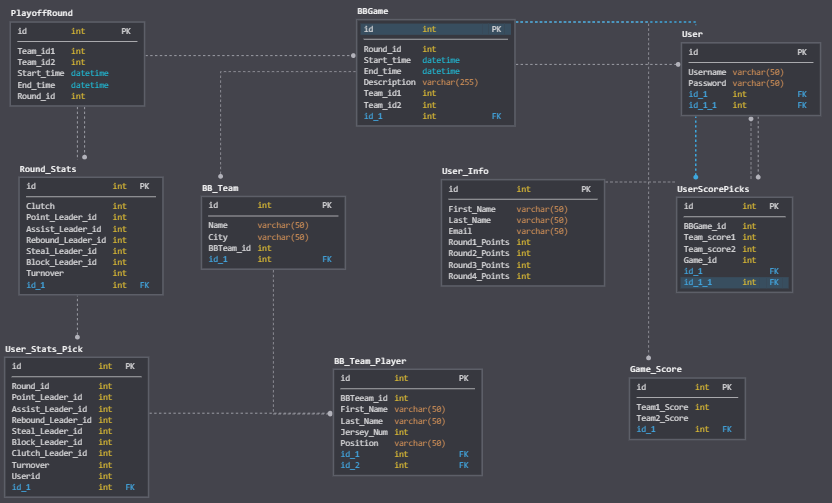 PlayoffRound
id int PK
Team_id1 int
Team_id2 int
Start_time datetime
End_time datetime
Round_id int
BBGame
id int PK
Round_id int
Start_time datetime
End_time datetime
Description varchar(255)
Team_id1 int
Team_id2 int
id_1 int FK
User
id PK
Username varchar(50)
Password varchar(50)
id_1 int FK
id_1_1 int FK
Round_Stats
id int PK
Clutch int
Point_Leader_id int
Assist_Leader_id int
Rebound_Leader_id int
Steal_Leader_id int
Block_Leader_id int
Turnover int
id_1 int FK
BB_Team
id int PK
Name varchar(50)
City varchar(50)
BBTeam_id int
id_1 int FK
User_Info
id int PK
First_Name varchar(50)
Last_Name varchar(50)
Email varchar(50)
Round1_Points int
Round2_Points int
Round3_Points int
Round4_Points int
UserScorePicks
id int PK
BBGame_id int
Team_score1 int
Team_score2 int
Game_id int
id_1 FK
id_1_1 int FK
User_Stats_Pick
id int PK
Round_id int
Point_Leader_id int
Assist_Leader_id int
Rebound_Leader_id int
Steal_Leader_id int
Block_Leader_id int
Clutch_Leader_id int
Turnover int
Userid int
id_1 int FK
BB_Team_Player
id int PK
BBTeeam_id int
First_Name varchar(50)
Last_Name varchar(50)
Jersey_Num int
Position varchar(50)
id_1 int FK
id_2 int FK
Game_Score
id int PK
Team1_Score int
Team2_Score
id_1 int FK